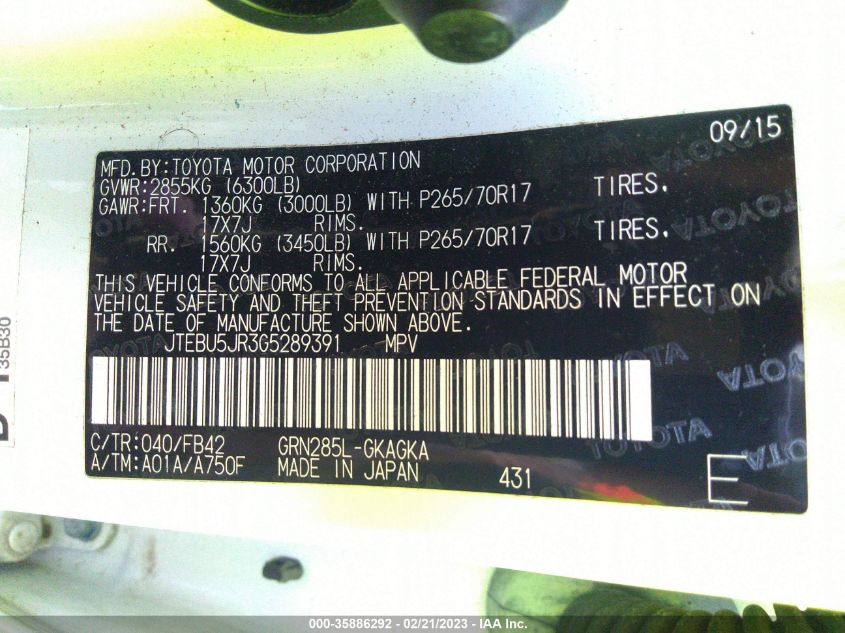 09/15
MFD.BY:TOYOTA MOTOR CORPORATION
GVWR:2855KG (6300LB)
GAWR:FRT. 1360KG (3000LB) WITH P265/70R17 TIRES,
17X7J RIMS.
RR. 1560KG (3450LB) WITH P265/70R17 TIRES,
17X7J RIMS.
THIS VEHICLE CONFORMS TO ALL APPLICABLE FEDERAL MOTOR
VEHICLE SAFETY AND THEFT PREVENTION STANDARDS IN EFFECT ON
THE DATE OF MANUFACTURE SHOWN ABOVE.
JTEBU5JR3G5289391 MPV
C/TR:040/FB42 GRN285L-GKAGKA
A/TM:A01A/A750F MADE IN JAPAN 431 E
35B30
TOYOTA
000-35886292 - 02/21/2023 - IAA Inc.